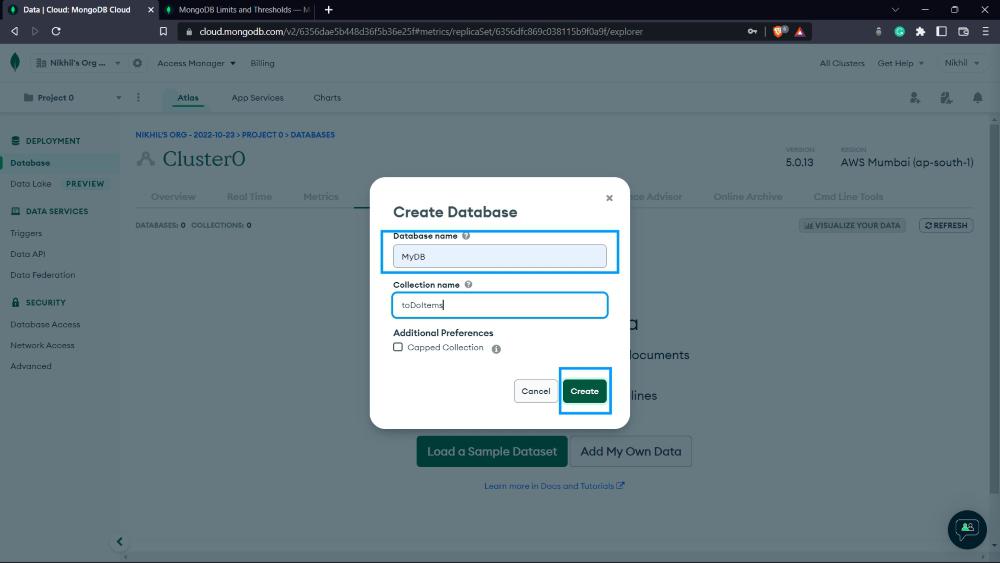 Data | Cloud: MongoDB Cloud
MongoDB Limits and Thresholds — M
cloud.mongodb.com/v2/6356dae5b448d36f5b36e25f#metrics/replicaSet/6356dfc869c038115b9f0a9f/explorer
Nikhil's Org ...
Access Manager
Billing
All Clusters
Get Help
Nikhil
Project 0
Atlas
App Services
Charts
DEPLOYMENT
Database
Data Lake PREVIEW
DATA SERVICES
Triggers
Data API
Data Federation
SECURITY
Database Access
Network Access
Advanced
NIKHIL'S ORG - 2022-10-23 > PROJECT 0 > DATABASES
Cluster0
VERSION
5.0.13
REGION
AWS Mumbai (ap-south-1)
Overview
Real Time
Metrics
ce Advisor
Online Archive
Cmd Line Tools
DATABASES: 0 COLLECTIONS: 0
VISUALIZE YOUR DATA
REFRESH
Create Database
Database name
MyDB
Collection name
toDoItems
Additional Preferences
Capped Collection
Cancel
Create
a
documents
lines
Load a Sample Dataset
Add My Own Data
Learn more in Docs and Tutorials